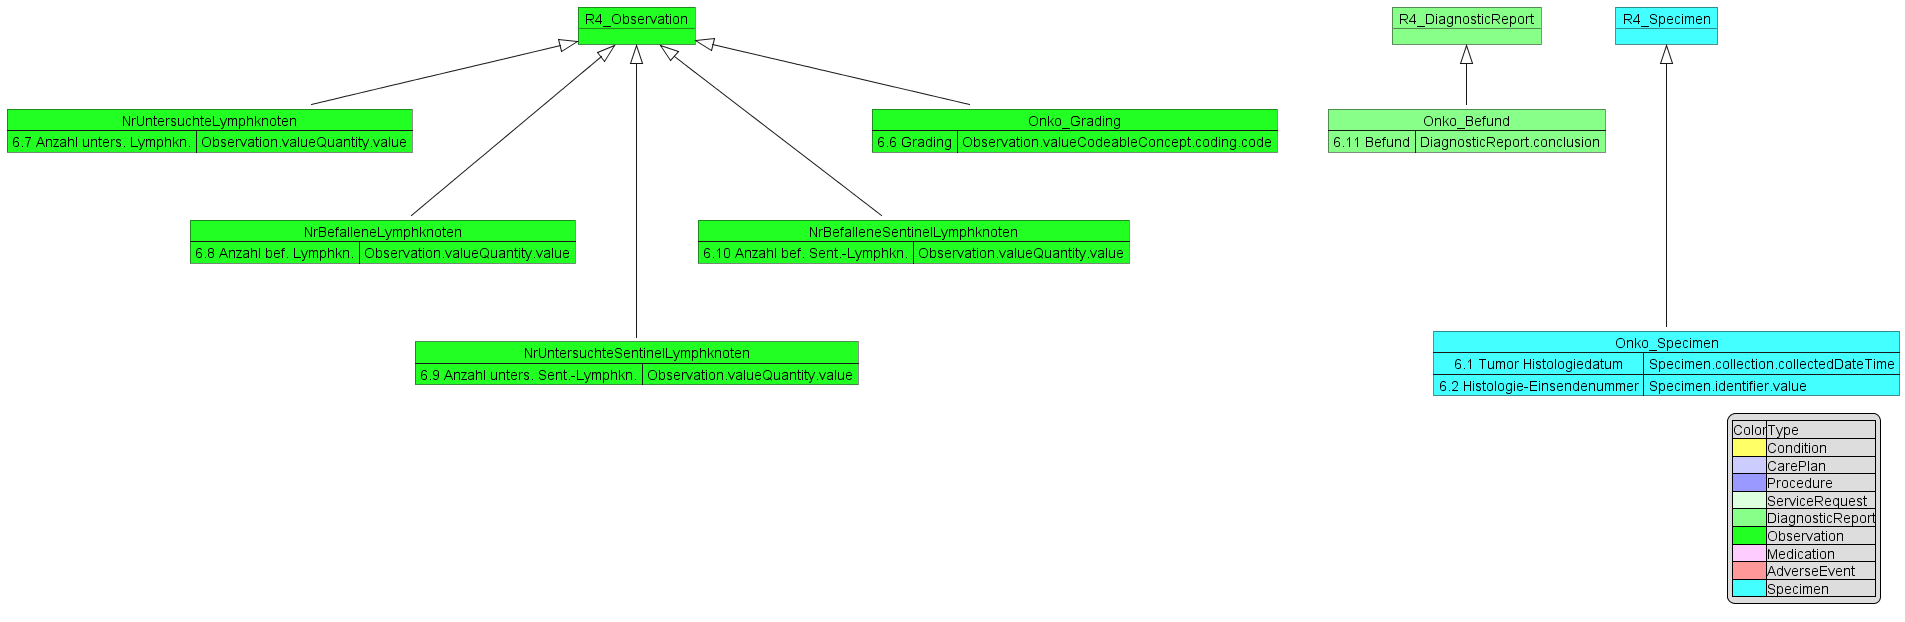 R4_Observation
R4_DiagnosticReport
R4_Specimen
NrUntersuchteLymphknoten
6.7 Anzahl unters. Lymphkn. Observation.valueQuantity.value
Onko_Grading
6.6 Grading Observation.valueCodeableConcept.coding.code
Onko_Befund
6.11 Befund DiagnosticReport.conclusion
NrBefalleneLymphknoten
6.8 Anzahl bef. Lymphkn. Observation.valueQuantity.value
NrBefalleneSentinelLymphknoten
6.10 Anzahl bef. Sent.-Lymphkn. Observation.valueQuantity.value
NrUntersuchteSentinelLymphknoten
6.9 Anzahl unters. Sent.-Lymphkn. Observation.valueQuantity.value
Onko_Specimen
6.1 Tumor Histologiedatum Specimen.collection.collectedDateTime
6.2 Histologie-Einsendenummer Specimen.identifier.value
Color Type
Condition
CarePlan
Procedure
ServiceRequest
DiagnosticReport
Observation
Medication
AdverseEvent
Specimen